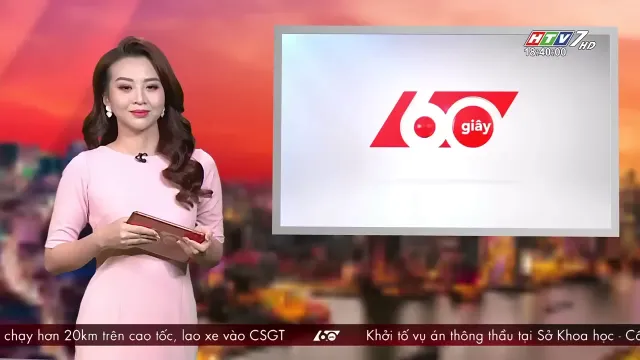 HTV7 HD
18:40:00
60 giây
chạy hơn 20km trên cao tốc, lao xe vào CSGT 60 Khởi tố vụ án thông thầu tại Sở Khoa học - Cô